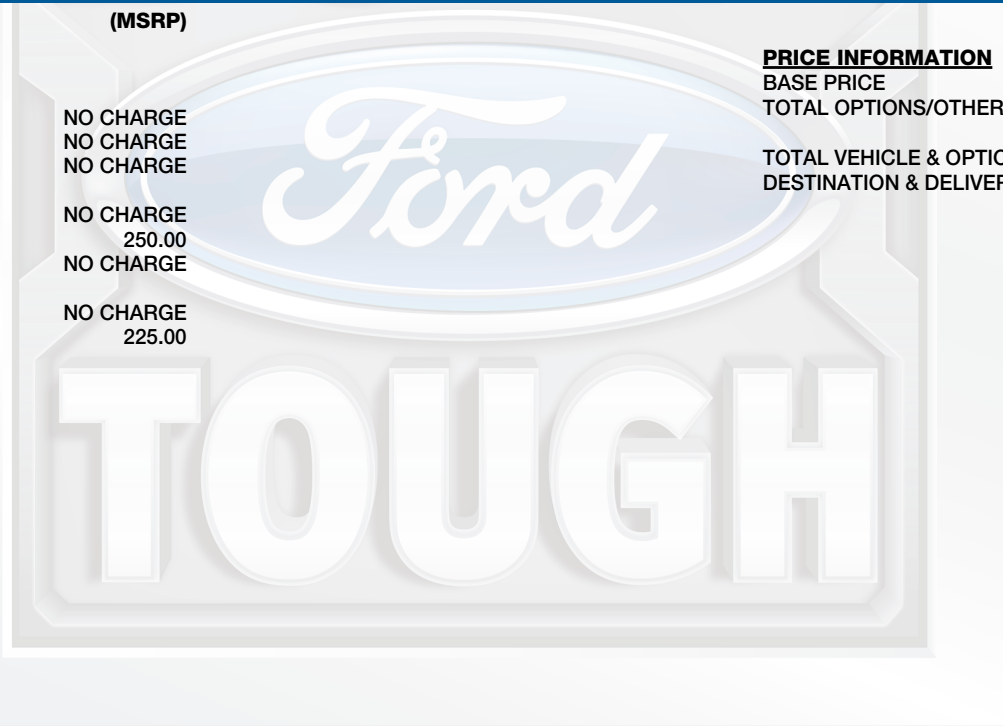 (MSRP)
NO CHARGE
NO CHARGE
NO CHARGE
NO CHARGE
250.00
NO CHARGE
NO CHARGE
225.00
PRICE INFORMATION
BASE PRICE
TOTAL OPTIONS/OTHER
TOTAL VEHICLE & OPTIO
DESTINATION & DELIVER
Ford
TOUGH